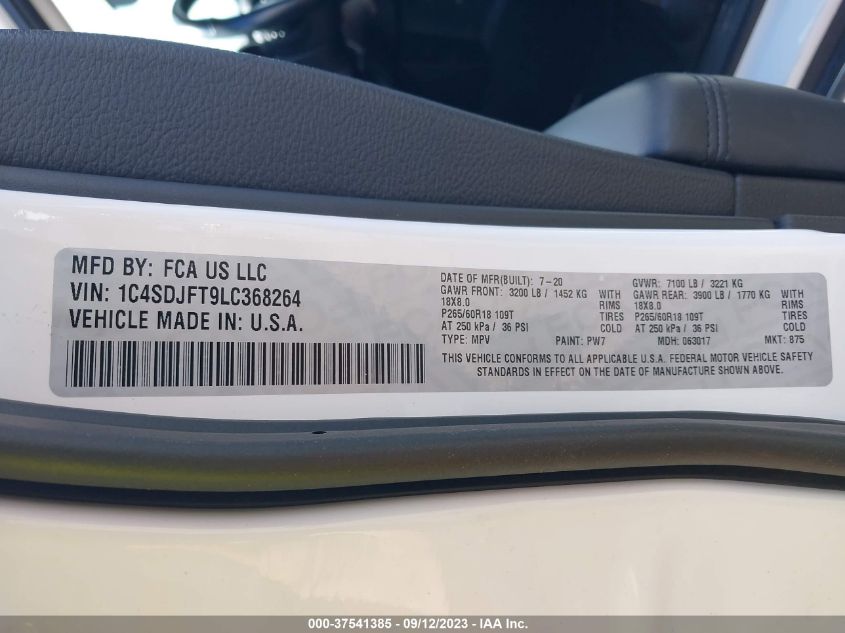 MFD BY: FCA US LLC
VIN: 1C4SDJFT9LC368264
VEHICLE MADE IN: U.S.A.
DATE OF MFR(BUILT): 7-20 GVWR: 7100 LB / 3221 KG
GAWR FRONT: 3200 LB / 1452 KG WITH GAWR REAR: 3900 LB / 1770 KG WITH
18X8.0 RIMS 18X8.0 RIMS
P265/60R18 109T TIRES P265/60R18 109T TIRES
AT 250 kPa / 36 PSI COLD AT 250 kPa / 36 PSI COLD
TYPE: MPV PAINT: PW7 MDH: 063017 MKT: 875
THIS VEHICLE CONFORMS TO ALL APPLICABLE U.S.A. FEDERAL MOTOR VEHICLE SAFETY
STANDARDS IN EFFECT ON THE DATE OF MANUFACTURE SHOWN ABOVE.
000-37541385 - 09/12/2023 - IAA Inc.